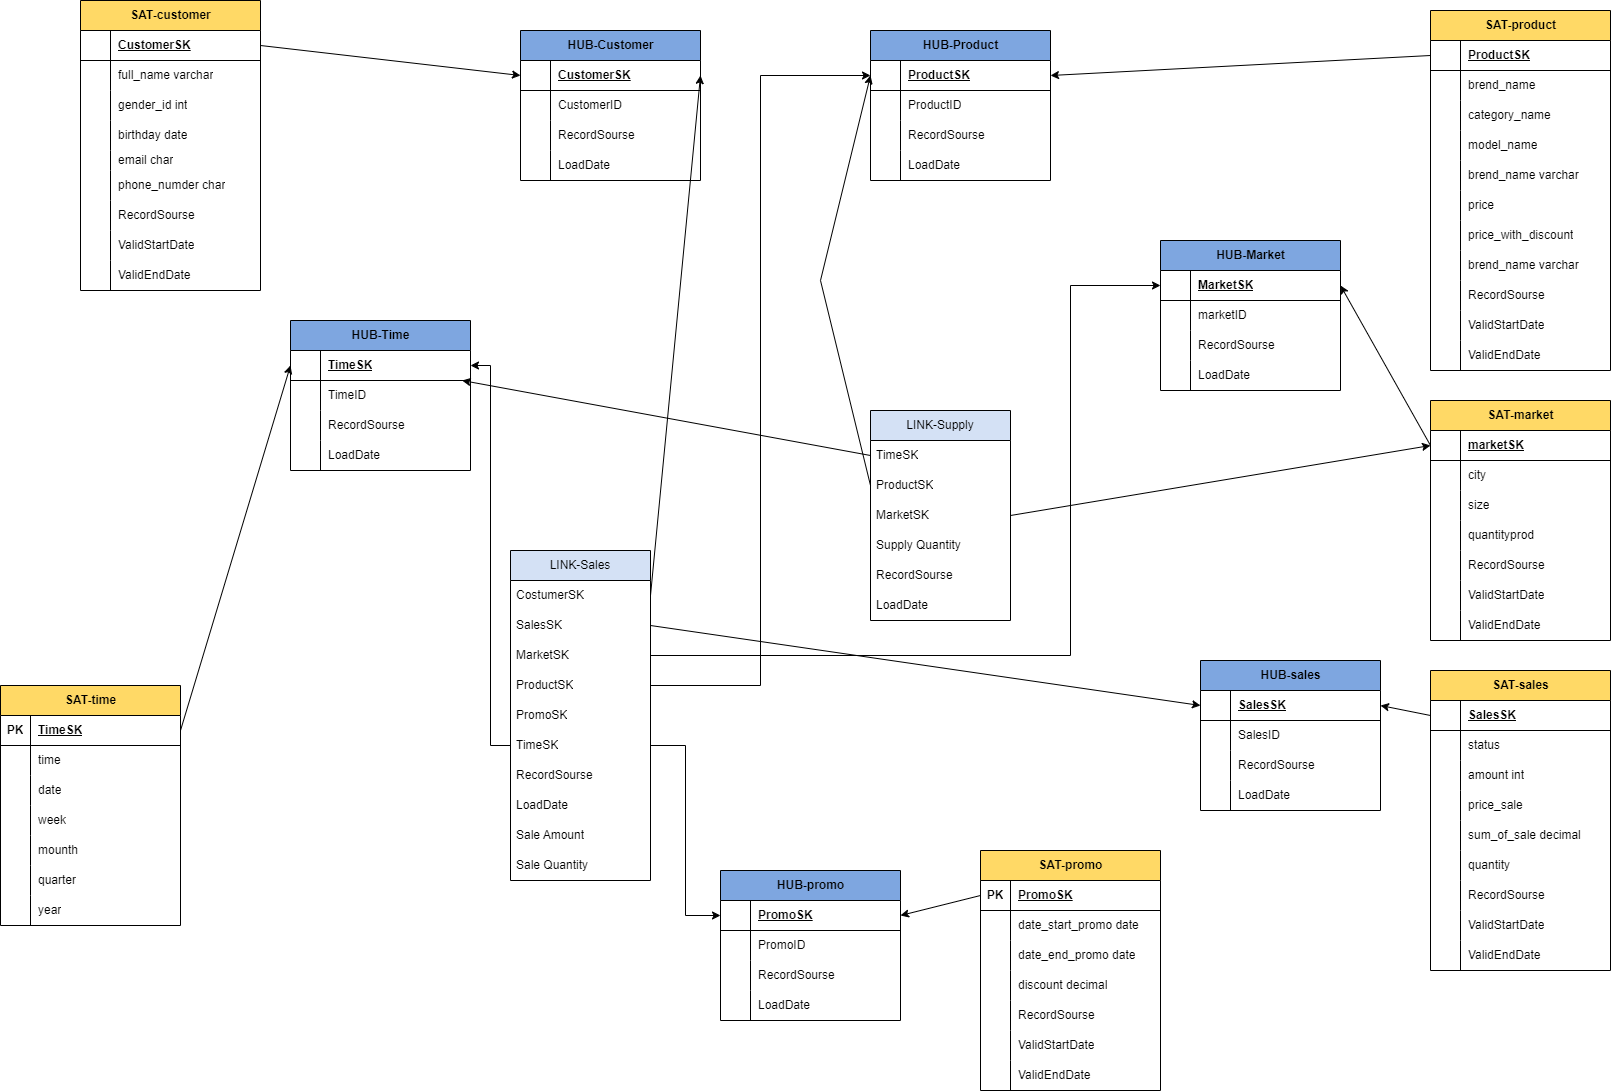 SAT-customer
CustomerSK
full_name varchar
gender_id int
birthday date
email char
phone_numder char
RecordSourse
ValidStartDate
ValidEndDate
HUB-Customer
CustomerSK
CustomerID
RecordSourse
LoadDate
HUB-Product
ProductSK
ProductID
RecordSourse
LoadDate
SAT-product
ProductSK
brend_name
category_name
model_name
brend_name varchar
price
price_with_discount
brend_name varchar
RecordSourse
ValidStartDate
ValidEndDate
HUB-Market
MarketSK
marketID
RecordSourse
LoadDate
HUB-Time
TimeSK
TimeID
RecordSourse
LoadDate
LINK-Supply
TimeSK
ProductSK
MarketSK
Supply Quantity
RecordSourse
LoadDate
SAT-market
marketSK
city
size
quantityprod
RecordSourse
ValidStartDate
ValidEndDate
LINK-Sales
CostumerSK
SalesSK
MarketSK
ProductSK
PromoSK
TimeSK
RecordSourse
LoadDate
Sale Amount
Sale Quantity
HUB-sales
SalesSK
SalesID
RecordSourse
LoadDate
SAT-sales
SalesSK
status
amount int
price_sale
sum_of_sale decimal
quantity
RecordSourse
ValidStartDate
ValidEndDate
SAT-time
PK TimeSK
time
date
week
mounth
quarter
year
HUB-promo
PromoSK
PromoID
RecordSourse
LoadDate
SAT-promo
PK PromoSK
date_start_promo date
date_end_promo date
discount decimal
RecordSourse
ValidStartDate
ValidEndDate